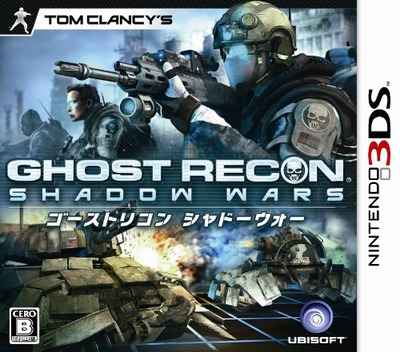 TOM CLANCY'S
GHOST RECON
SHADOW WARS
ゴーストリコン シャドーウォー
NINTENDO 3DS
CERO
B
UBISOFT